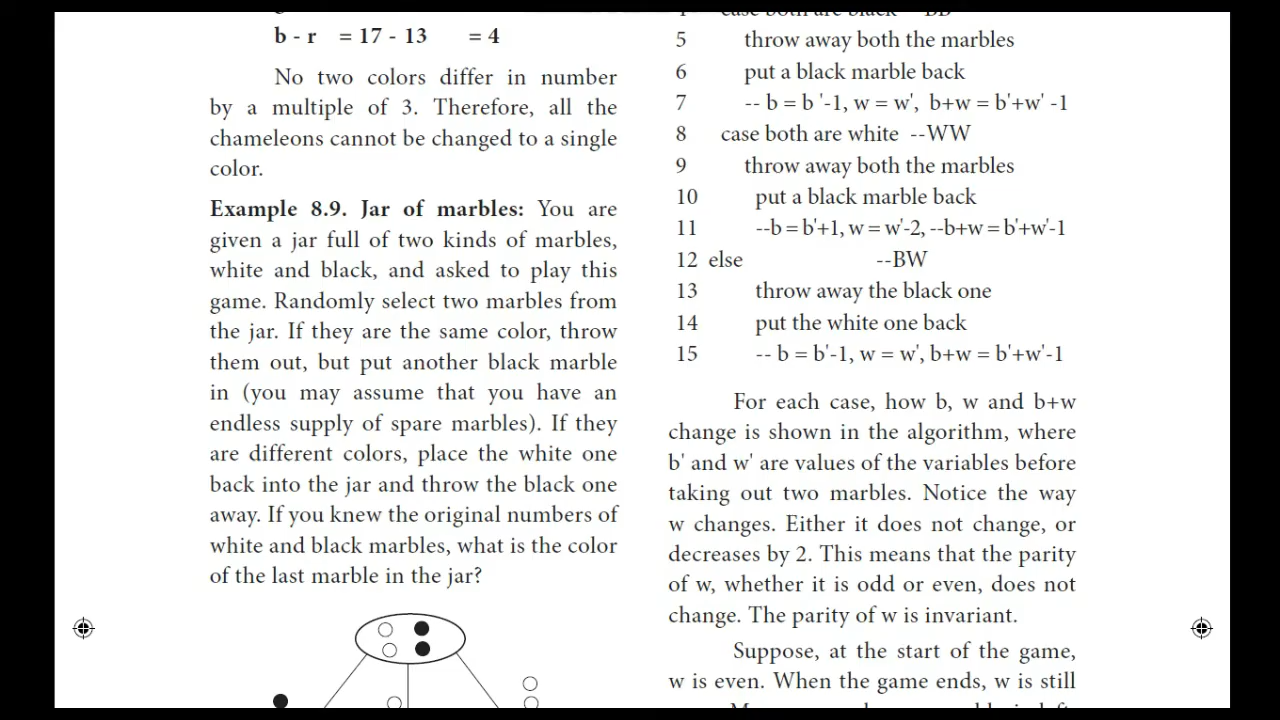 b - r = 17 - 13 = 4
No two colors differ in number
by a multiple of 3. Therefore, all the
chameleons cannot be changed to a single
color.
Example 8.9. Jar of marbles: You are
given a jar full of two kinds of marbles,
white and black, and asked to play this
game. Randomly select two marbles from
the jar. If they are the same color, throw
them out, but put another black marble
in (you may assume that you have an
endless supply of spare marbles). If they
are different colors, place the white one
back into the jar and throw the black one
away. If you knew the original numbers of
white and black marbles, what is the color
of the last marble in the jar?
case both are black --BB
5 throw away both the marbles
6 put a black marble back
7 -- b = b '-1, w = w', b+w = b'+w' -1
8 case both are white --WW
9 throw away both the marbles
10 put a black marble back
11 --b = b'+1, w = w'-2, --b+w = b'+w'-1
12 else --BW
13 throw away the black one
14 put the white one back
15 -- b = b'-1, w = w', b+w = b'+w'-1
For each case, how b, w and b+w
change is shown in the algorithm, where
b' and w' are values of the variables before
taking out two marbles. Notice the way
w changes. Either it does not change, or
decreases by 2. This means that the parity
of w, whether it is odd or even, does not
change. The parity of w is invariant.
Suppose, at the start of the game,
w is even. When the game ends, w is still